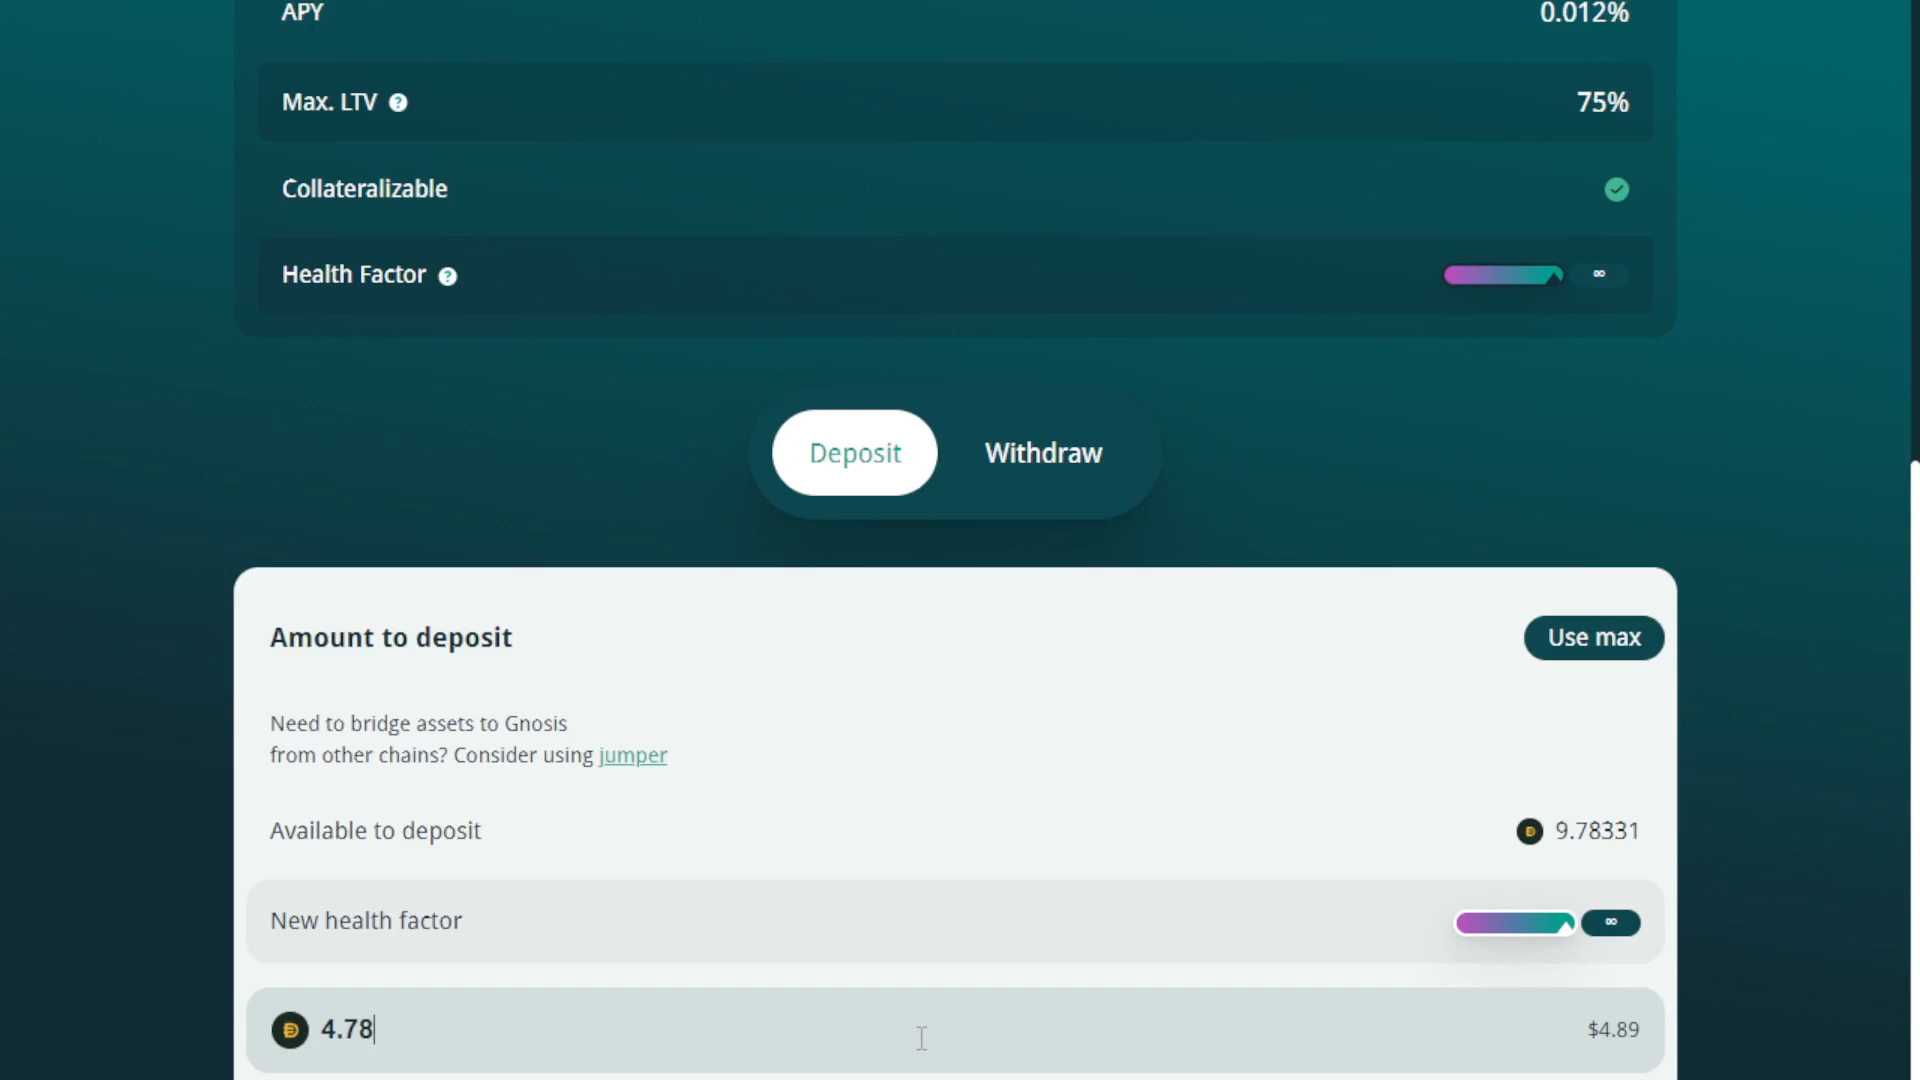 APY
0.012%
Max. LTV ?
75%
Collateralizable
Health Factor ?
∞
Deposit
Withdraw
Amount to deposit
Use max
Need to bridge assets to Gnosis
from other chains? Consider using jumper
Available to deposit
9.78331
New health factor
∞
4.78
$4.89